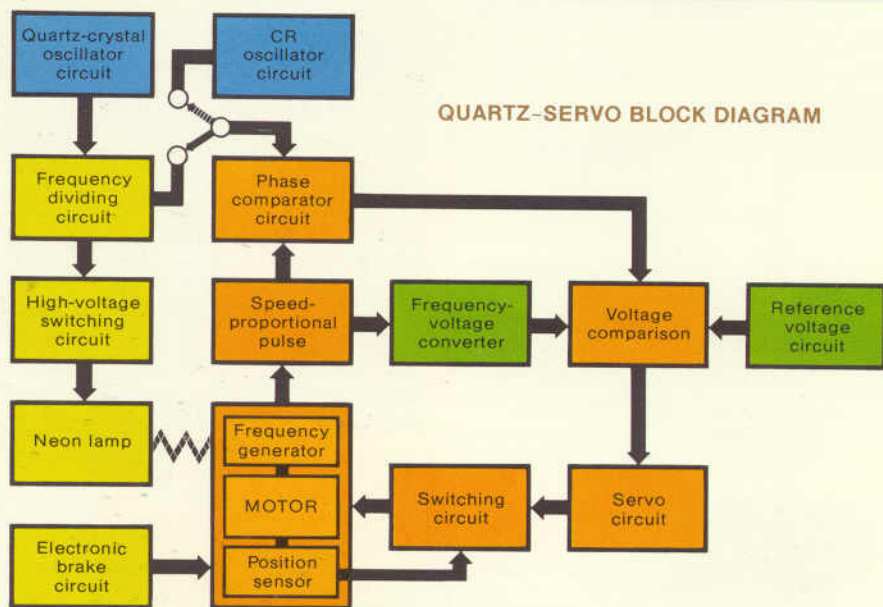 Quartz-crystal
oscillator
circuit
CR
oscillator
circuit
QUARTZ-SERVO BLOCK DIAGRAM
Frequency
dividing
circuit
Phase
comparator
circuit
High-voltage
switching
circuit
Speed-
proportional
pulse
Frequency-
voltage
converter
Voltage
comparison
Reference
voltage
circuit
Neon lamp
Frequency
generator
MOTOR
Switching
circuit
Servo
circuit
Electronic
brake
circuit
Position
sensor